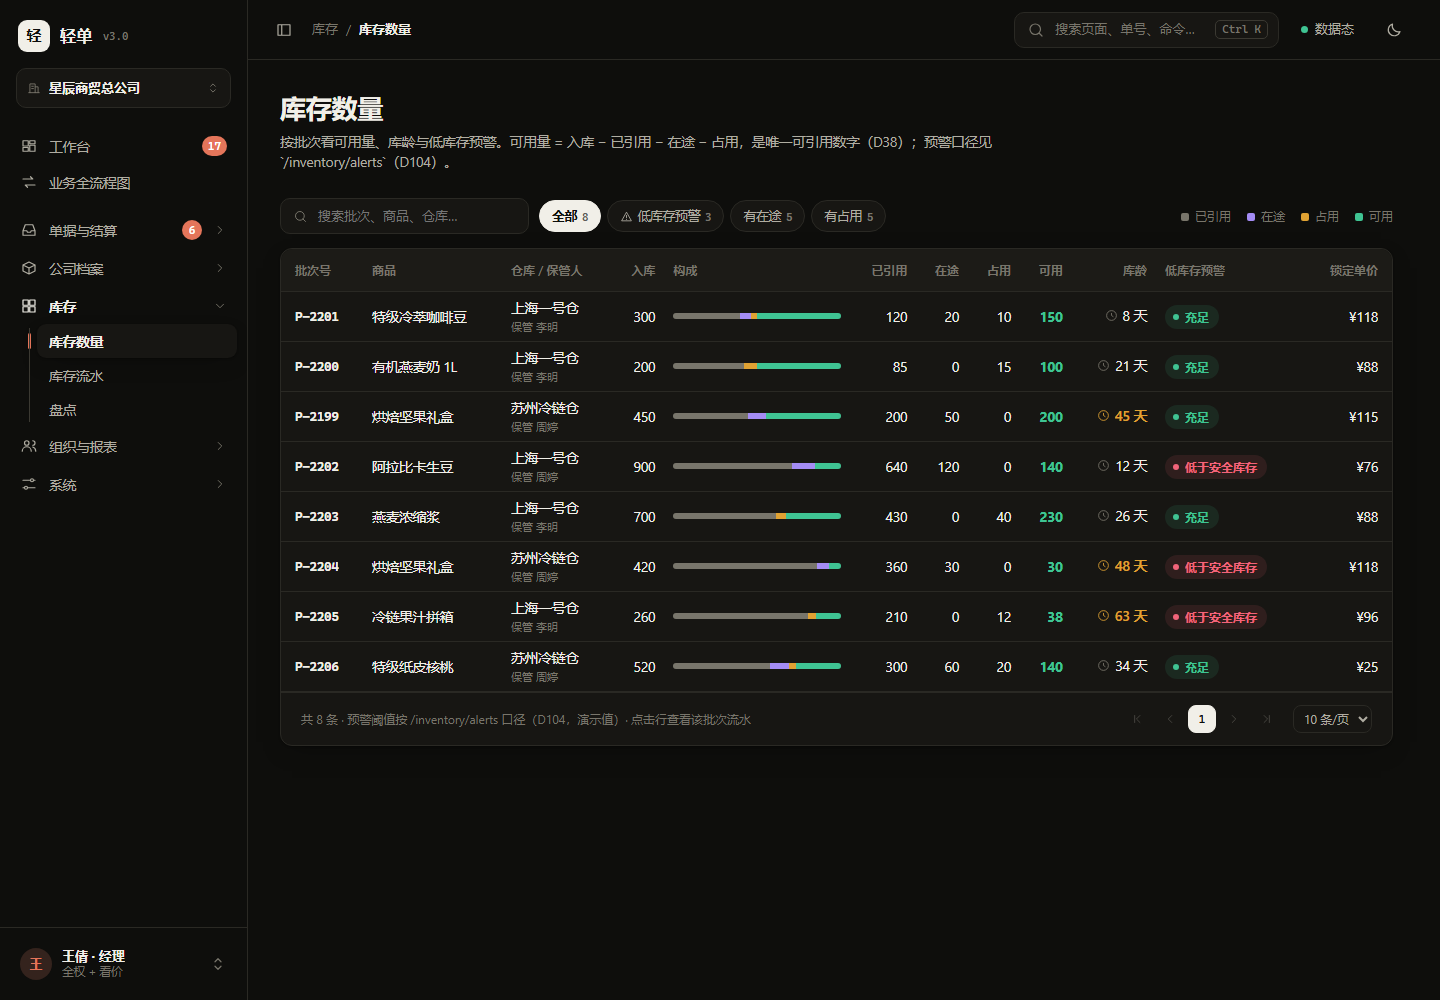 轻 轻单 v3.0
星辰商贸总公司
工作台 17
业务全流程图
单据与结算 6
公司档案
库存
库存数量
库存流水
盘点
组织与报表
系统
王 王倩 · 经理
全权 + 看价
库存 / 库存数量
搜索页面、单号、命令... Ctrl K
数据态
库存数量
按批次看可用量、库龄与低库存预警。可用量 = 入库 − 已引用 − 在途 − 占用，是唯一可引用数字（D38）；预警口径见
`/inventory/alerts`（D104）。
搜索批次、商品、仓库... 全部 8 低库存预警 3 有在途 5 有占用 5 已引用 在途 占用 可用
批次号 商品 仓库 / 保管人 入库 构成 已引用 在途 占用 可用 库龄 低库存预警 锁定单价
P-2201 特级冷萃咖啡豆 上海一号仓 300 120 20 10 150 8 天 充足 ¥118
保管 李明
P-2200 有机燕麦奶 1L 上海一号仓 200 85 0 15 100 21 天 充足 ¥88
保管 李明
P-2199 烘焙坚果礼盒 苏州冷链仓 450 200 50 0 200 45 天 充足 ¥115
保管 周婷
P-2202 阿拉比卡生豆 上海一号仓 900 640 120 0 140 12 天 低于安全库存 ¥76
保管 周婷
P-2203 燕麦浓缩浆 上海一号仓 700 430 0 40 230 26 天 充足 ¥88
保管 李明
P-2204 烘焙坚果礼盒 苏州冷链仓 420 360 30 0 30 48 天 低于安全库存 ¥118
保管 周婷
P-2205 冷链果汁拼箱 上海一号仓 260 210 0 12 38 63 天 低于安全库存 ¥96
保管 李明
P-2206 特级纸皮核桃 苏州冷链仓 520 300 60 20 140 34 天 充足 ¥25
保管 周婷
共 8 条 · 预警阈值按 /inventory/alerts 口径（D104，演示值）· 点击行查看该批次流水 1 10 条/页